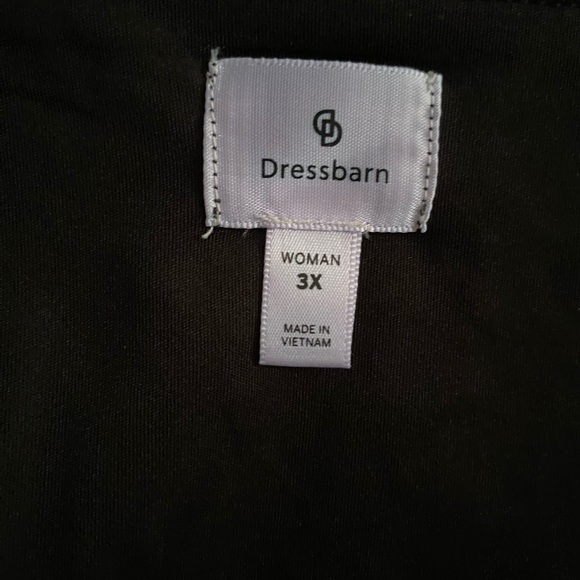 Dressbarn
WOMAN
3X
MADE IN
VIETNAM